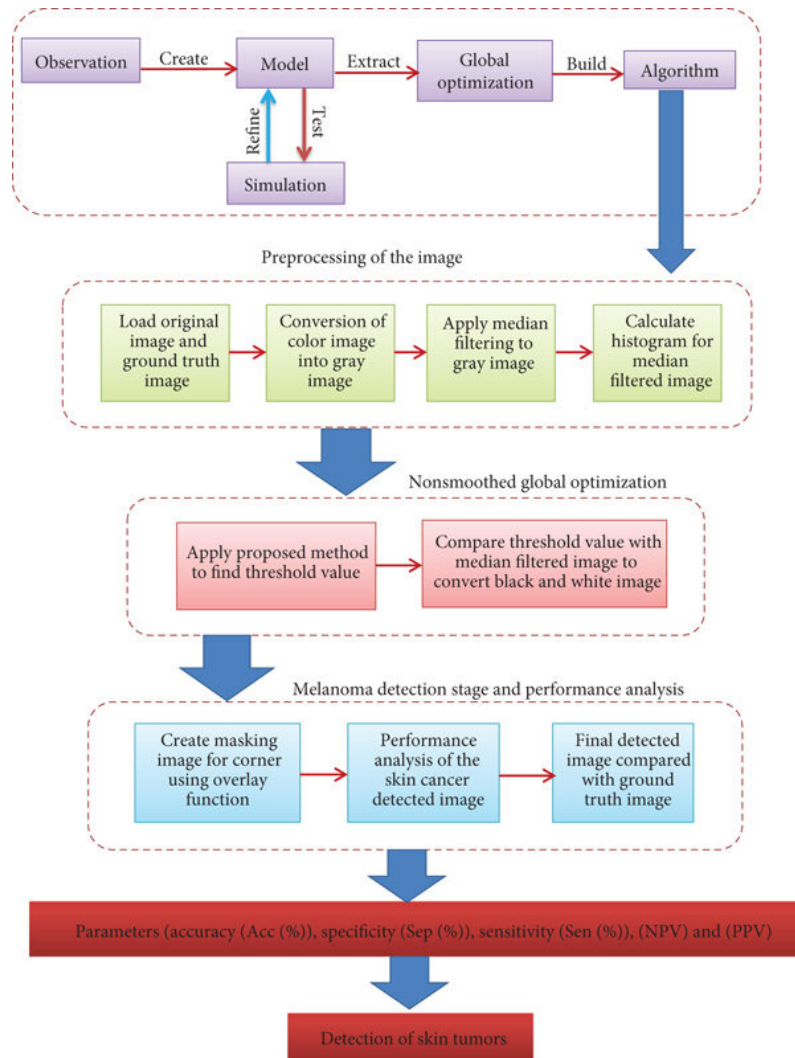 Observation
Create
Model
Extract
Global
optimization
Build
Algorithm
Refine
Test
Simulation
Preprocessing of the image
Load original
image and
ground truth
image
Conversion of
color image
into gray
image
Apply median
filtering to
gray image
Calculate
histogram for
median
filtered image
Nonsmoothed global optimization
Apply proposed method
to find threshold value
Compare threshold value with
median filtered image to
convert black and white image
Melanoma detection stage and performance analysis
Create masking
image for corner
using overlay
function
Performance
analysis of the
skin cancer
detected image
Final detected
image compared
with ground
truth image
Parameters (accuracy (Acc (%)), specificity (Sep (%)), sensitivity (Sen (%)), (NPV) and (PPV)
Detection of skin tumors